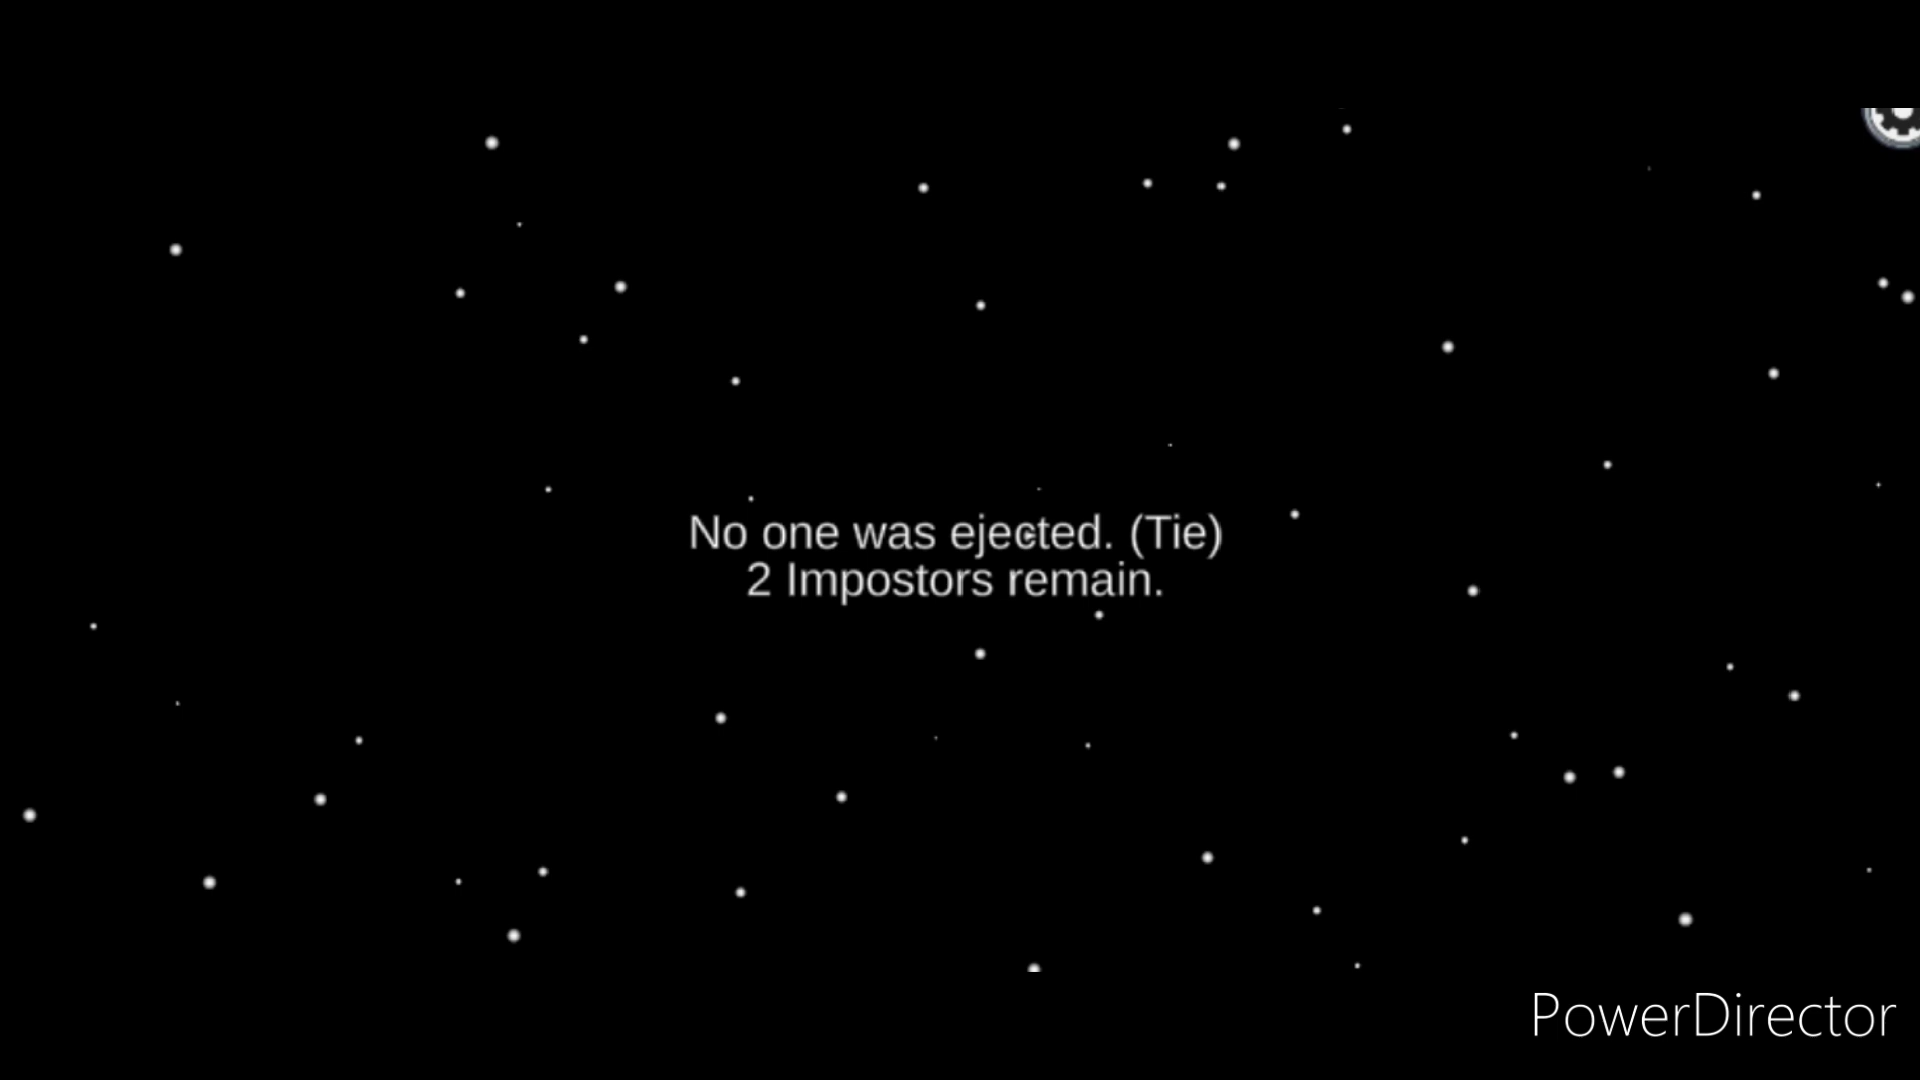 No one was ejected. (Tie)
2 Impostors remain.
PowerDirector